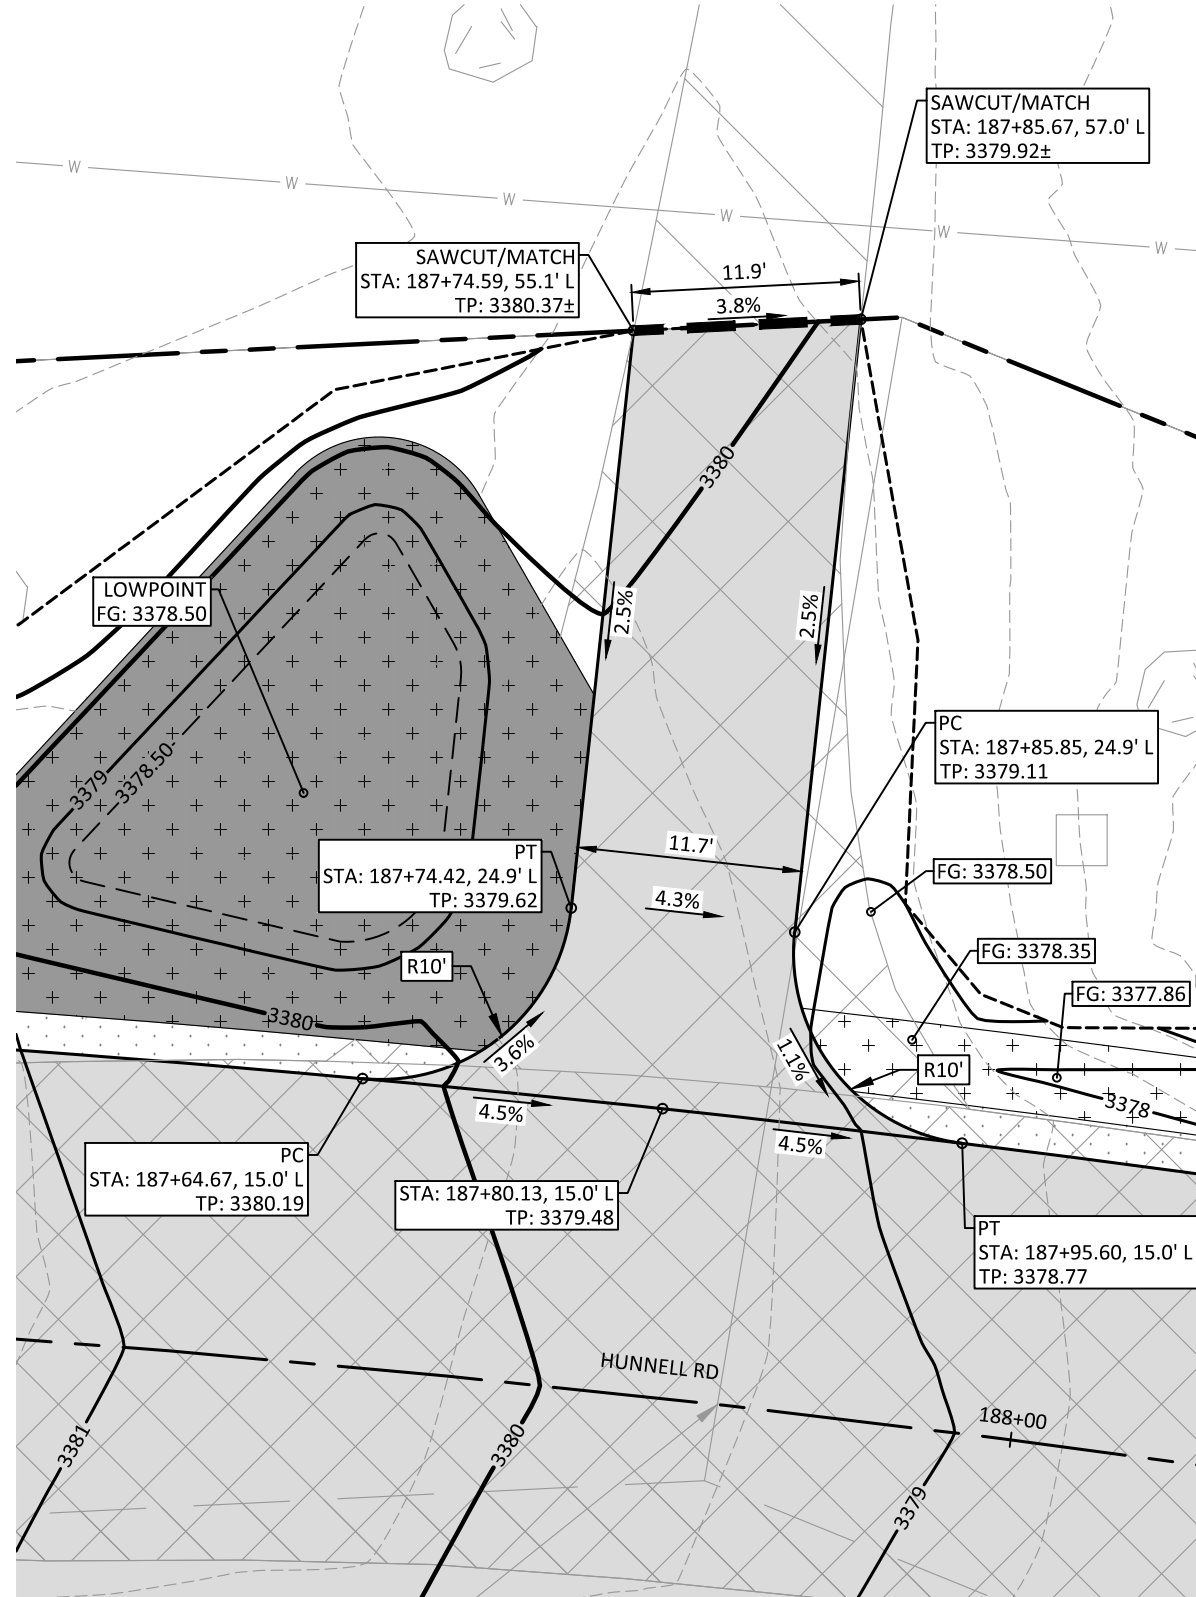 SAWCUT/MATCH
STA: 187+85.67, 57.0' L
TP: 3379.92±
W
W
W
W
W
W
SAWCUT/MATCH
STA: 187+74.59, 55.1' L
TP: 3380.37±
11.9'
3.8%
3380
LOWPOINT
FG: 3378.50
2.5%
2.5%
PC
STA: 187+85.85, 24.9' L
TP: 3379.11
3379
3378.50
PT
STA: 187+74.42, 24.9' L
TP: 3379.62
11.7'
4.3%
FG: 3378.50
R10'
FG: 3378.35
FG: 3377.86
3380
3.6%
1.1%
R10'
3378
4.5%
4.5%
PC
STA: 187+64.67, 15.0' L
TP: 3380.19
STA: 187+80.13, 15.0' L
TP: 3379.48
PT
STA: 187+95.60, 15.0' L
TP: 3378.77
HUNNELL RD
188+00
3381
3380
3379